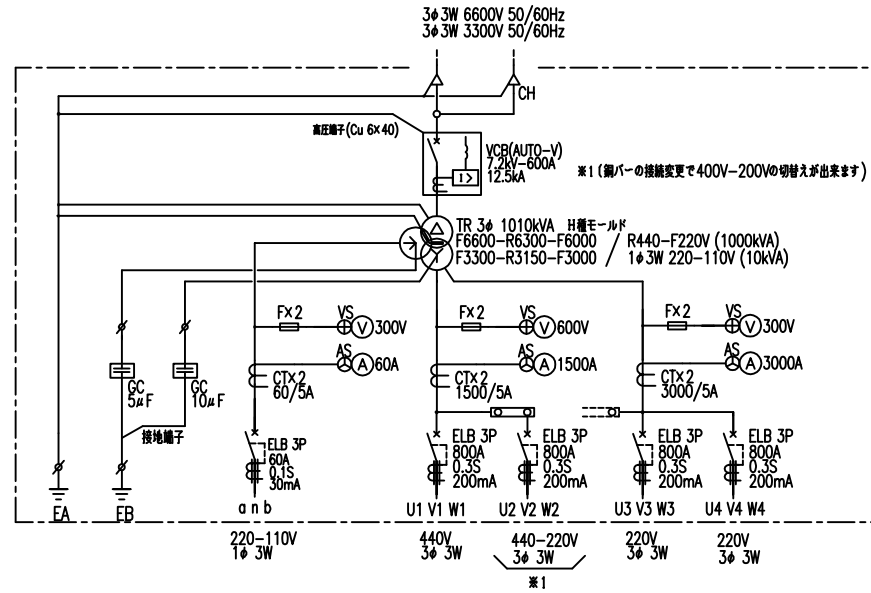 3φ3W 6600V 50/60Hz
3φ3W 3300V 50/60Hz
CH
高圧端子(Cu 6×40)
VCB(AUTO-V)
7.2kV-600A
12.5kA
I>
※1(銅バーの接続変更で400V-200Vの切替えが出来ます)
TR 3φ 1010kVA H種モールド
F6600-R6300-F6000 / R440-F220V (1000kVA)
F3300-R3150-F3000 / 1φ3W 220-110V (10kVA)
F×2
VS
V
300V
F×2
VS
V
600V
F×2
VS
V
300V
AS
A
60A
AS
A
1500A
AS
A
3000A
CT×2
60/5A
CT×2
1500/5A
CT×2
3000/5A
GC
5μF
GC
10μF
接地端子
ELB 3P
60A
0.1S
30mA
ELB 3P
800A
0.3S
200mA
ELB 3P
800A
0.3S
200mA
ELB 3P
800A
0.3S
200mA
ELB 3P
800A
0.3S
200mA
EA
EB
a n b
U1 V1 W1
U2 V2 W2
U3 V3 W3
U4 V4 W4
220-110V
1φ 3W
440V
3φ 3W
440-220V
3φ 3W
220V
3φ 3W
220V
3φ 3W
※1